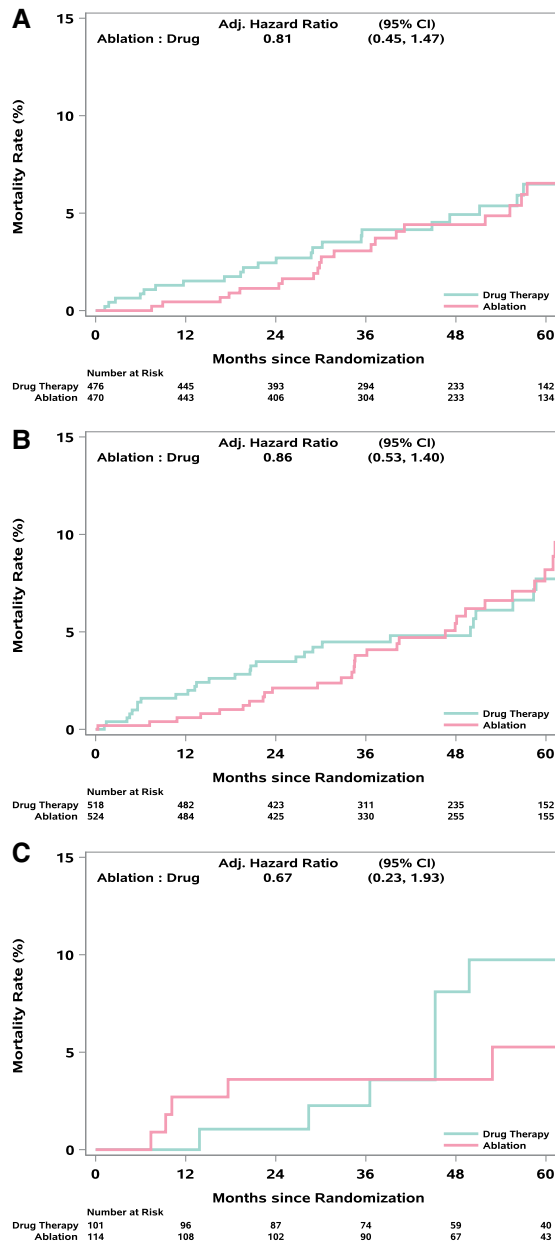 A
15
Adj. Hazard Ratio (95% CI)
Ablation : Drug 0.81 (0.45, 1.47)
10
Mortality Rate (%)
5
Drug Therapy
0
Ablation
0 12 24 36 48 60
Months since Randomization
Number at Risk
Drug Therapy 476 445 393 294 233 142
Ablation 470 443 406 304 233 134
B
15
Adj. Hazard Ratio (95% CI)
Ablation : Drug 0.86 (0.53, 1.40)
10
Mortality Rate (%)
5
Drug Therapy
0
Ablation
0 12 24 36 48 60
Months since Randomization
Number at Risk
Drug Therapy 518 482 423 311 235 152
Ablation 524 484 425 330 255 155
C
15
Adj. Hazard Ratio (95% CI)
Ablation : Drug 0.67 (0.23, 1.93)
10
Mortality Rate (%)
5
Drug Therapy
0
Ablation
0 12 24 36 48 60
Months since Randomization
Number at Risk
Drug Therapy 101 96 87 74 59 40
Ablation 114 108 102 90 67 43